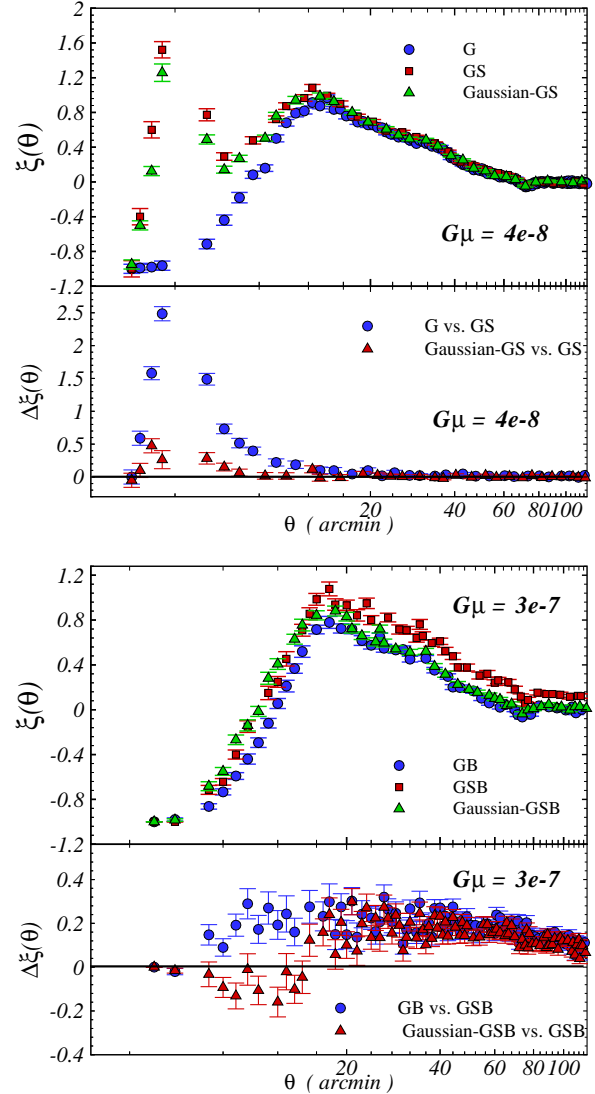 1.6
1.2
0.8
0.4
0
-0.4
-0.8
-1.2
ξ(θ)
G
GS
Gaussian-GS
Gμ = 4e-8
2.5
2
1.5
1
0.5
0
Δξ(θ)
G vs. GS
Gaussian-GS vs. GS
Gμ = 4e-8
20 40 60 80 100
θ ( arcmin )
1.2
0.8
0.4
0
-0.4
-0.8
-1.2
ξ(θ)
Gμ = 3e-7
GB
GSB
Gaussian-GSB
0.4
0.2
0
-0.2
-0.4
Δξ(θ)
Gμ = 3e-7
GB vs. GSB
Gaussian-GSB vs. GSB
20 40 60 80 100
θ ( arcmin )